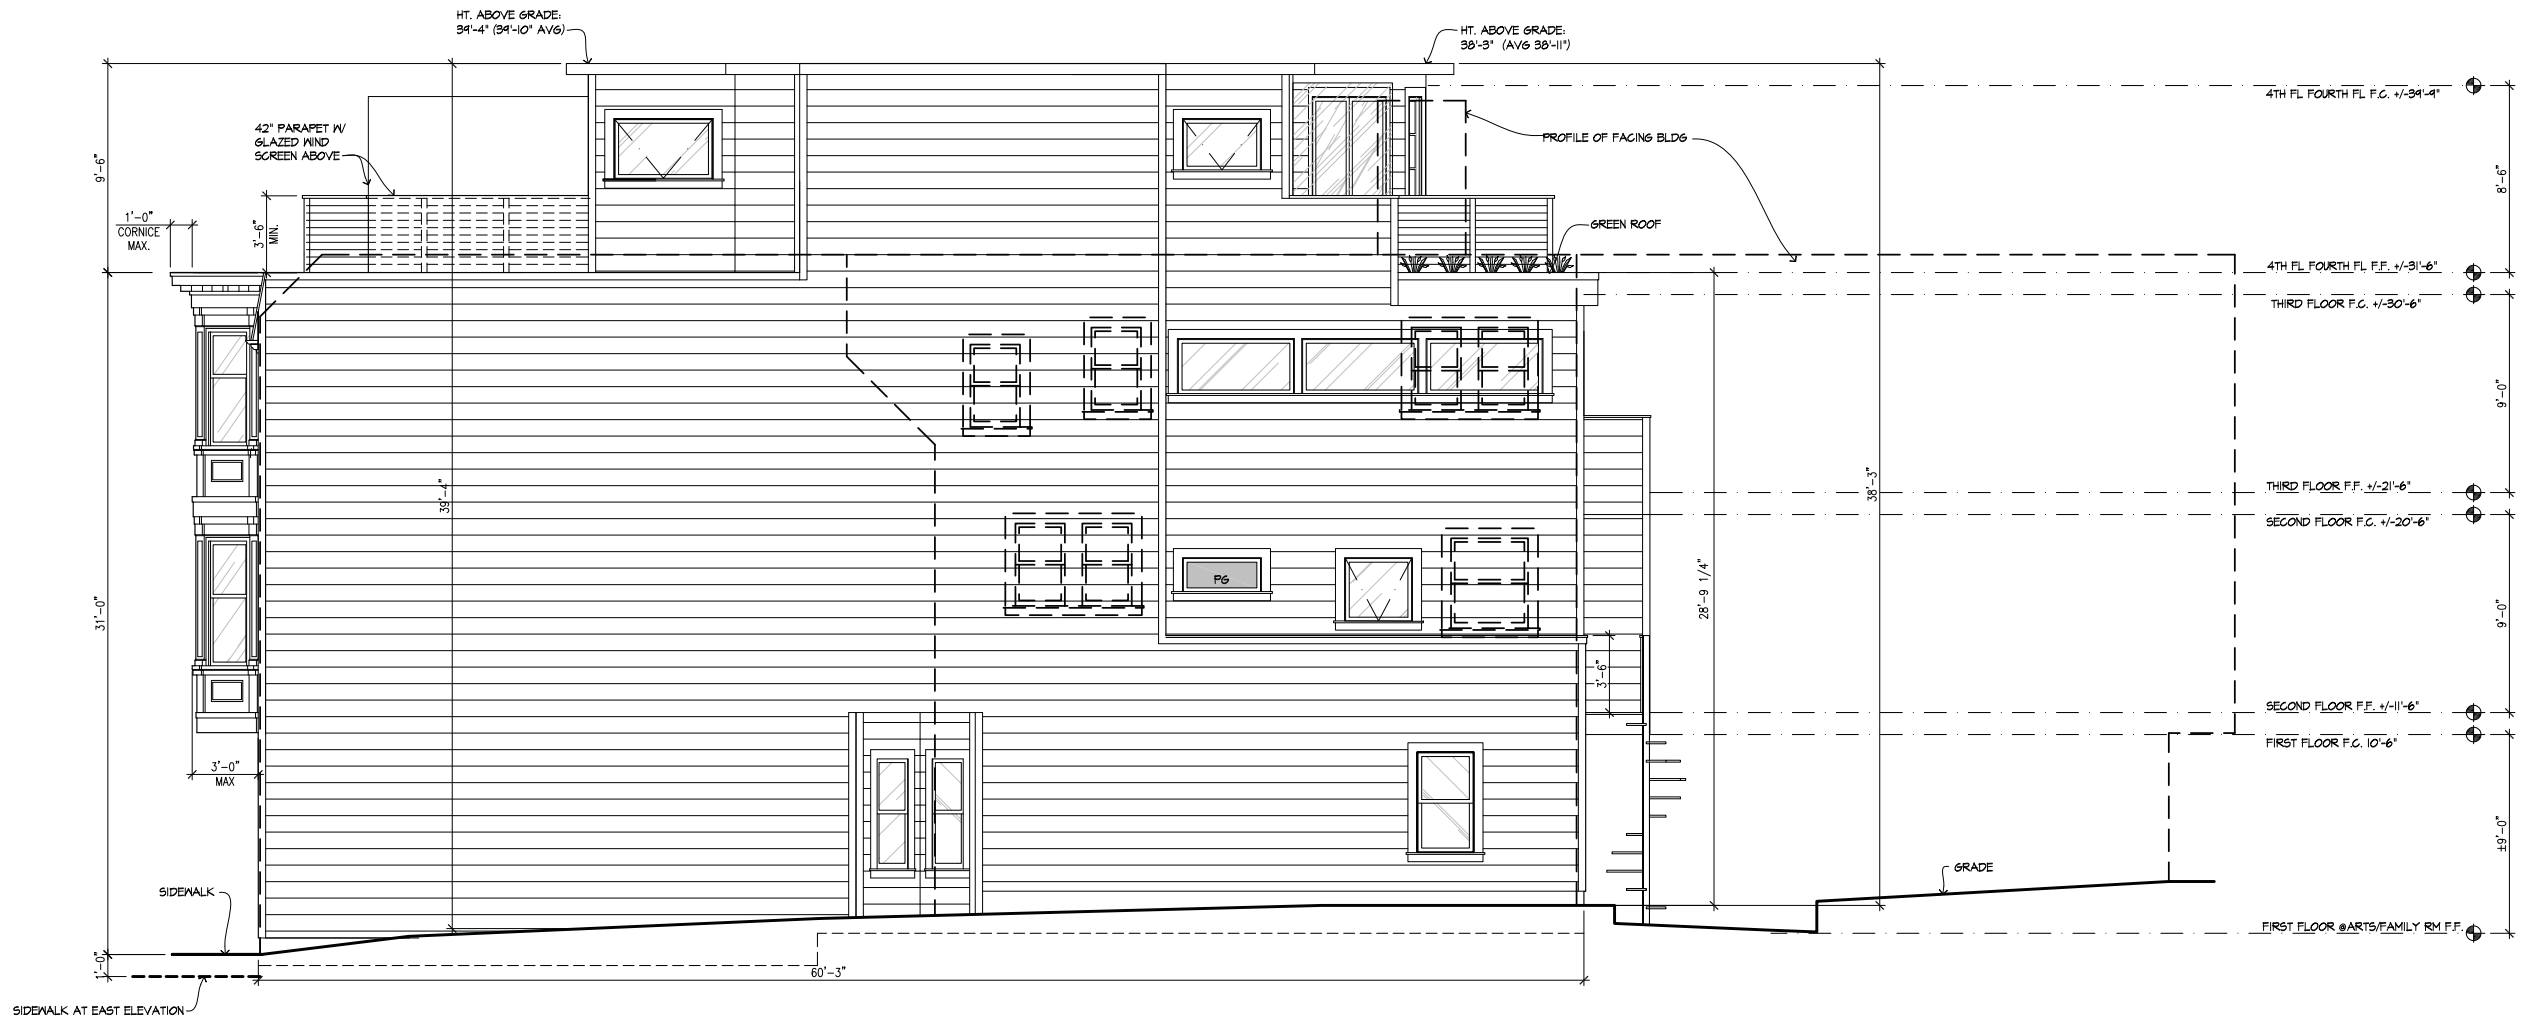 HT. ABOVE GRADE:
39'-4" (39'-10" AVG)
HT. ABOVE GRADE:
38'-3" (AVG 38'-11")
4TH FL FOURTH FL F.C. +/-39'-9"
42" PARAPET W/
GLAZED WIND
SCREEN ABOVE
PROFILE OF FACING BLDG
9'-6"
8'-6"
1'-0"
CORNICE
MAX.
3'-6"
MIN.
GREEN ROOF
4TH FL FOURTH FL F.F. +/-31'-6"
THIRD FLOOR F.C. +/-30'-6"
9'-0"
39'-4"
38'-3"
THIRD FLOOR F.F. +/-21'-6"
SECOND FLOOR F.C. +/-20'-6"
PG
28'-9 1/4"
31'-0"
9'-0"
3'-6"
SECOND FLOOR F.F. +/-11'-6"
FIRST FLOOR F.C. 10'-6"
3'-0"
MAX
±9'-0"
GRADE
SIDEWALK
FIRST FLOOR @ARTS/FAMILY RM F.F.
1'-0"
60'-3"
SIDEWALK AT EAST ELEVATION